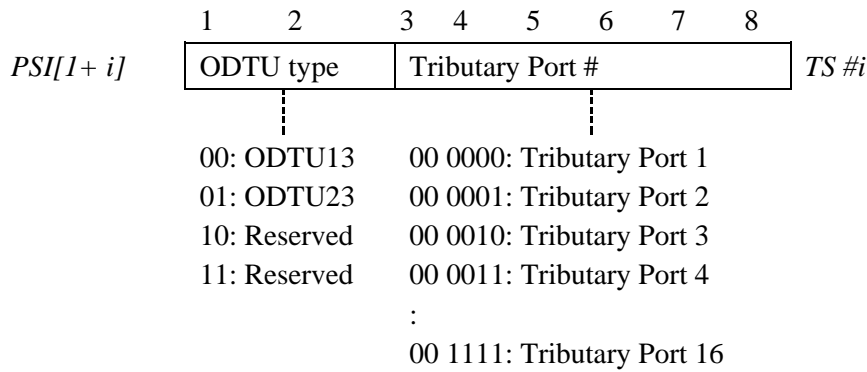 1 2 3 4 5 6 7 8
PSI[1+ i] ODTU type Tributary Port # TS #i
00: ODTU13 00 0000: Tributary Port 1
01: ODTU23 00 0001: Tributary Port 2
10: Reserved 00 0010: Tributary Port 3
11: Reserved 00 0011: Tributary Port 4
:
00 1111: Tributary Port 16